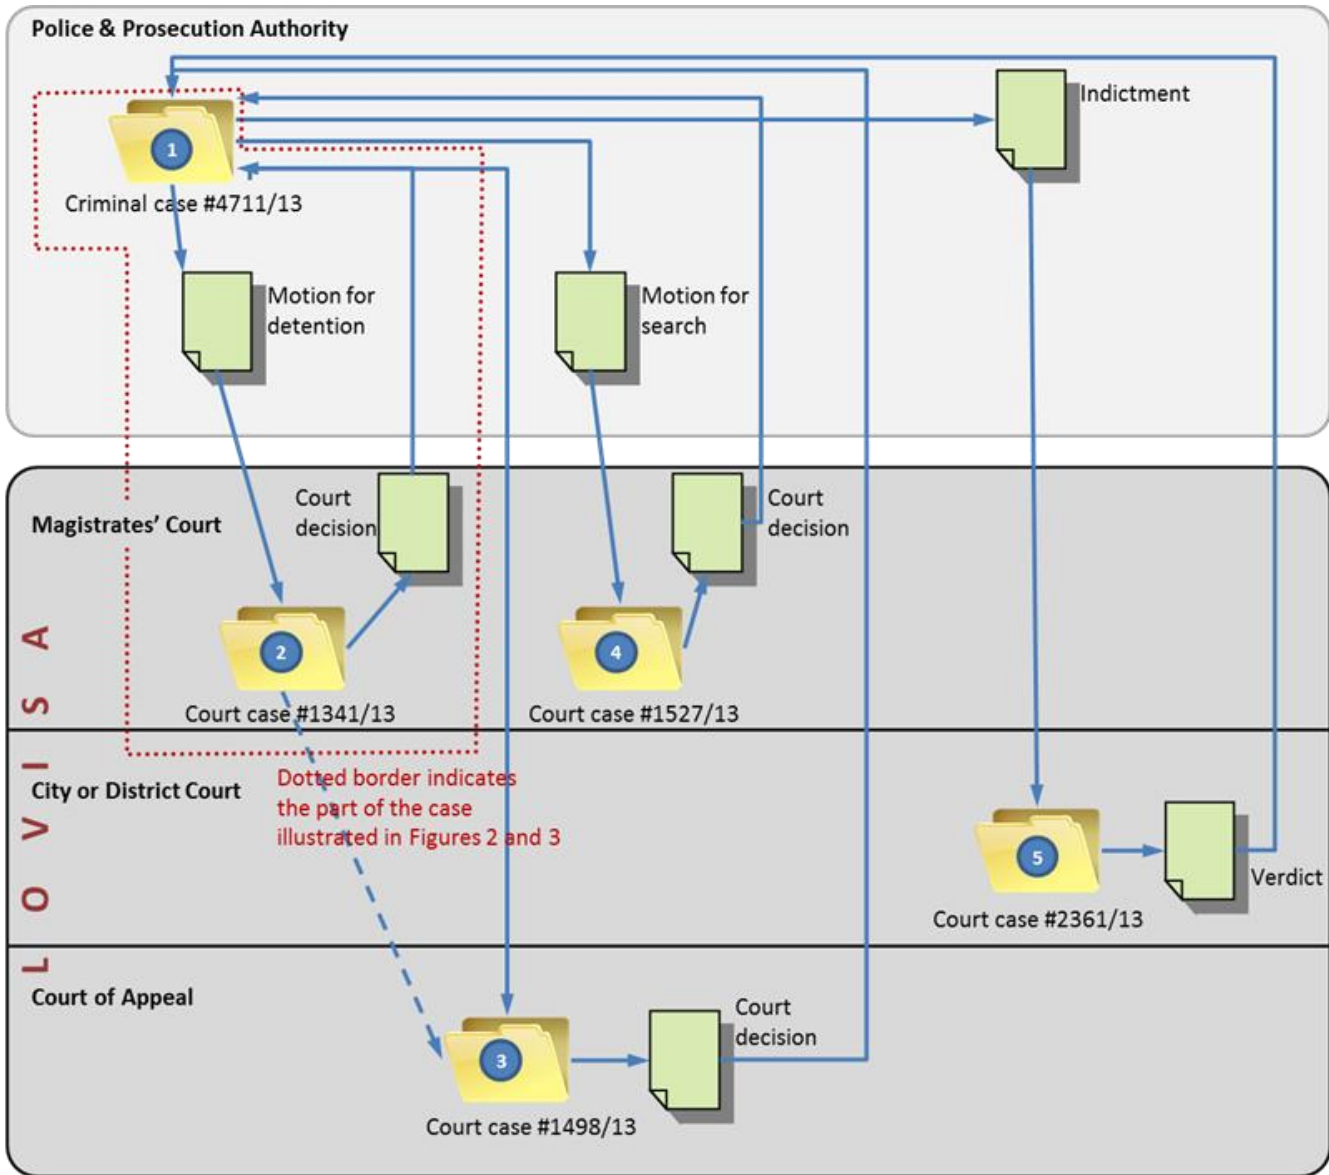 Police & Prosecution Authority
Indictment
1
Criminal case #4711/13
Motion for
detention
Motion for
search
Court
decision
Court
decision
Magistrates’ Court
2
4
Court case #1341/13
Court case #1527/13
City or District Court
Dotted border indicates
the part of the case
illustrated in Figures 2 and 3
5
Verdict
Court case #2361/13
Court of Appeal
Court
decision
3
Court case #1498/13
LOVISA